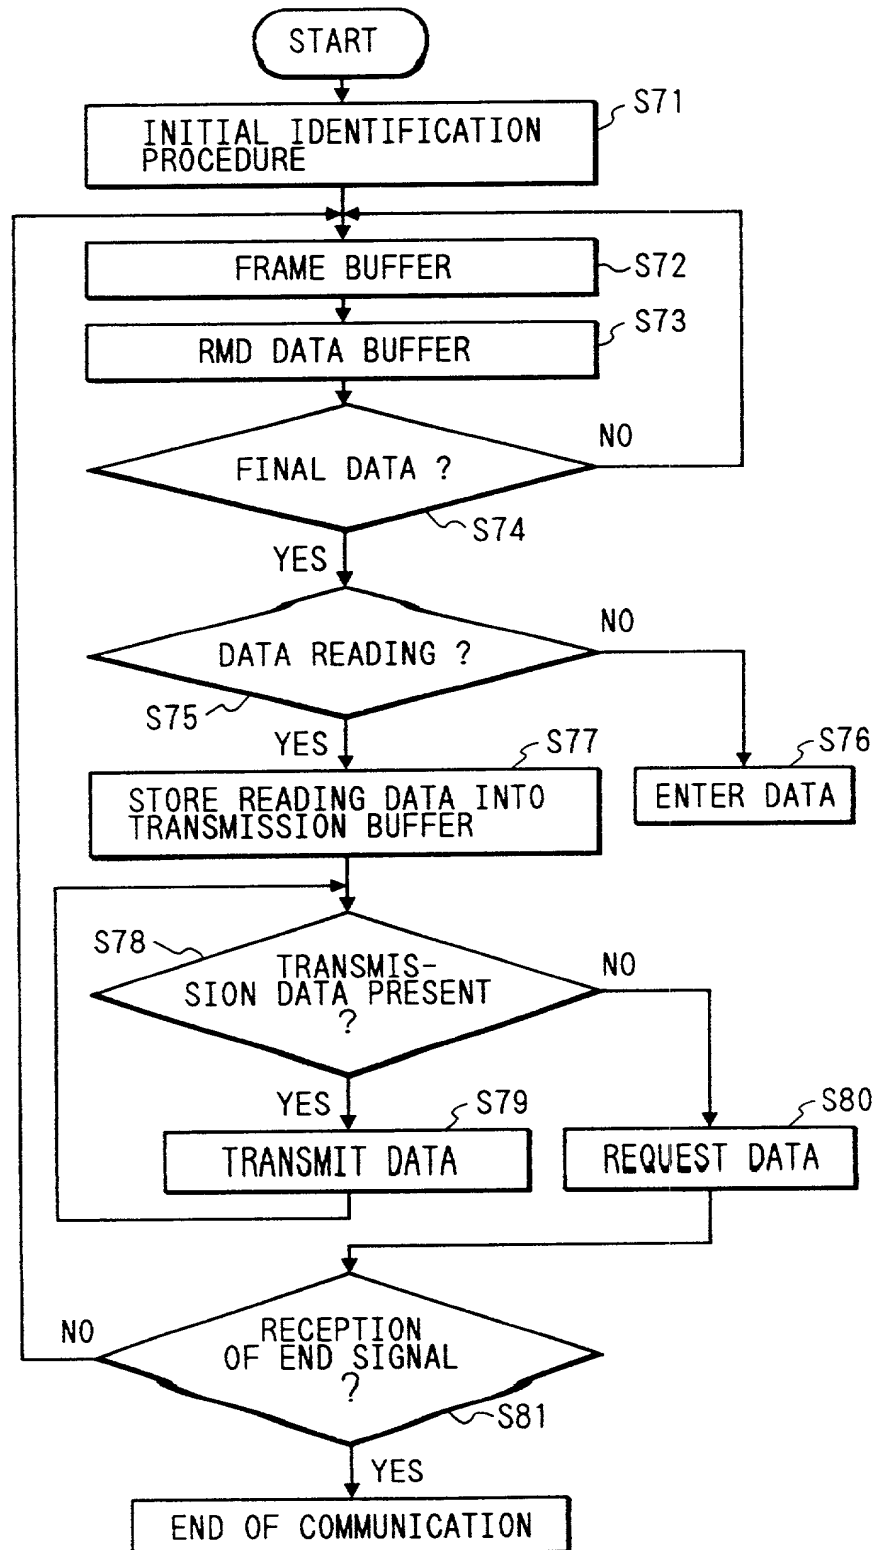 START
S71
INITIAL IDENTIFICATION
PROCEDURE
FRAME BUFFER
S72
S73
RMD DATA BUFFER
NO
FINAL DATA ?
S74
YES
NO
DATA READING ?
S75
YES
S77
S76
STORE READING DATA INTO
TRANSMISSION BUFFER
ENTER DATA
S78
TRANSMIS-
SION DATA PRESENT
?
NO
YES
S79
S80
TRANSMIT DATA
REQUEST DATA
NO
RECEPTION
OF END SIGNAL
?
S81
YES
END OF COMMUNICATION